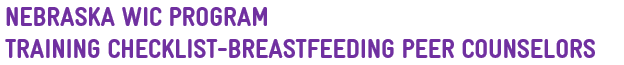 NEBRASKA WIC PROGRAM
TRAINING CHECKLIST-BREASTFEEDING PEER COUNSELORS